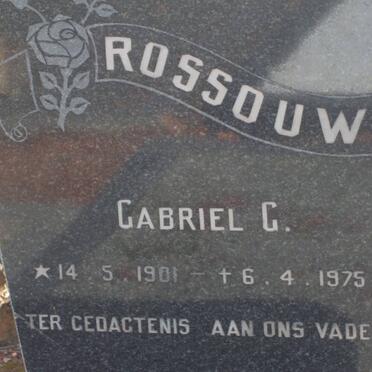 ROSSOUW
GABRIEL G.
★ 14. 5. 1901 – † 6. 4. 1975
TER GEDACTENIS AAN ONS VADE